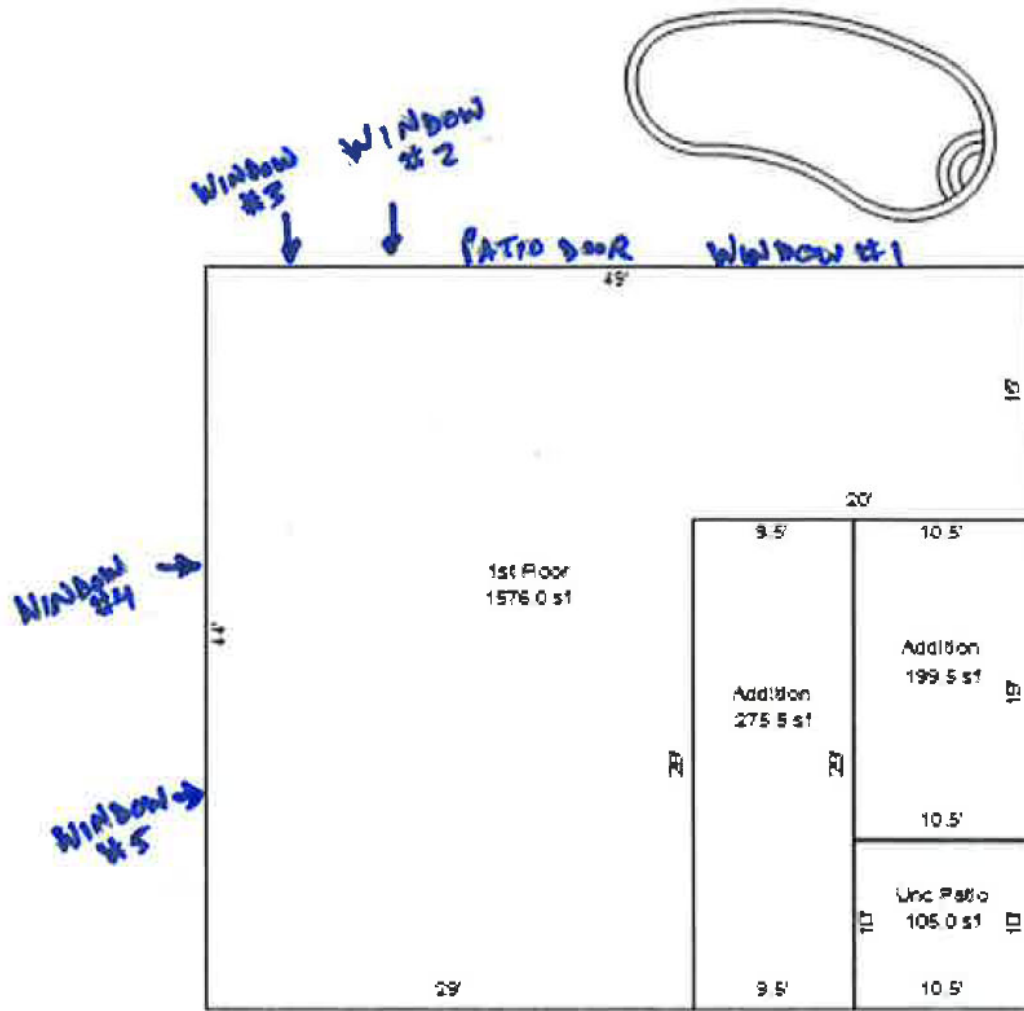 WINDOW
#2
WINDOW
#3
PATIO DOOR
WINDOW #1
49'
15'
20'
9.5'
10.5'
1st Floor
1576.0 sf
WINDOW
#4
44'
Addition
199.5 sf
19'
Addition
275.5 sf
29'
29'
WINDOW
#5
10.5'
Unc Patio
105.0 sf
10'
10'
29'
9.5'
10.5'